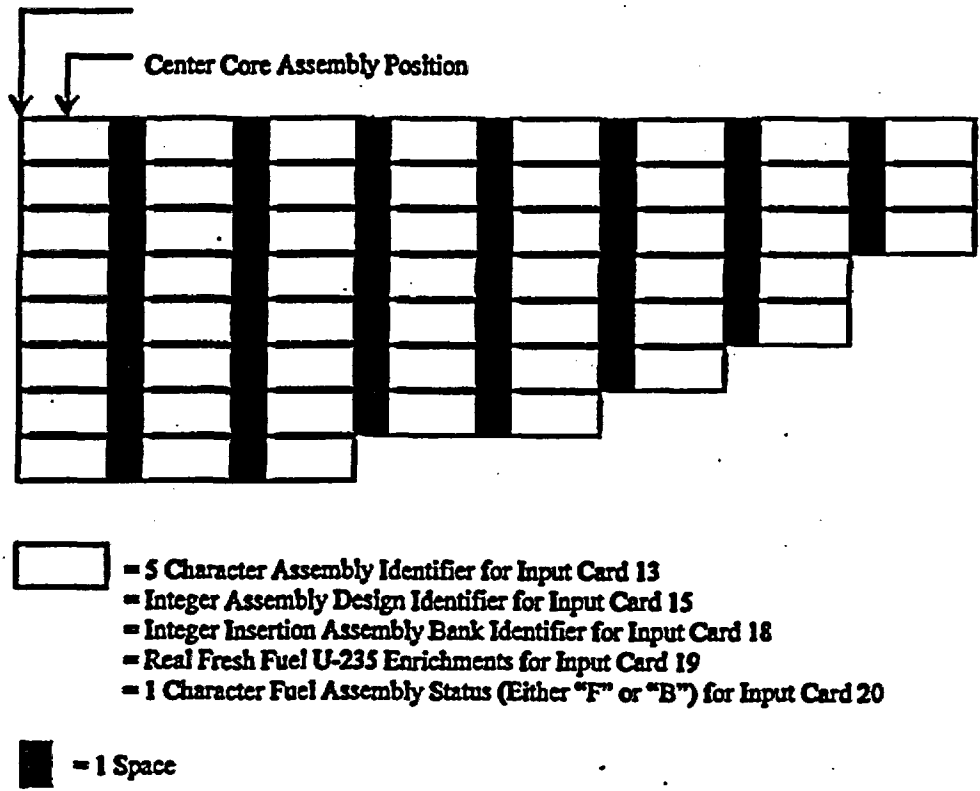 Center Core Assembly Position
= 5 Character Assembly Identifier for Input Card 13
= Integer Assembly Design Identifier for Input Card 15
= Integer Insertion Assembly Bank Identifier for Input Card 18
= Real Fresh Fuel U-235 Enrichments for Input Card 19
= 1 Character Fuel Assembly Status (Either "F" or "B") for Input Card 20
= 1 Space